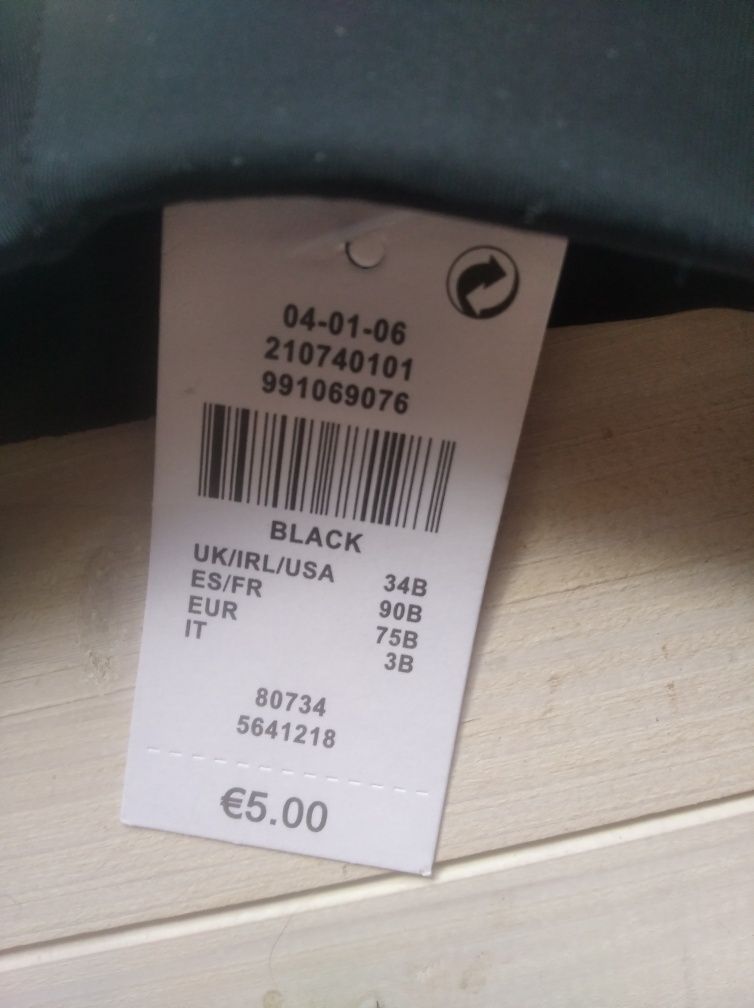 04-01-06
210740101
991069076
BLACK
UK/IRL/USA 34B
ES/FR 90B
EUR 75B
IT 3B
80734
5641218
€5.00